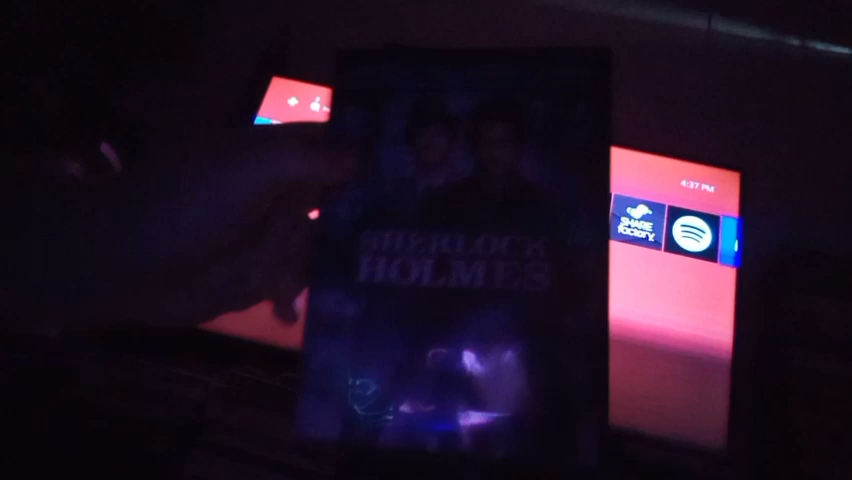 4:37 PM
SHARE
factory
SHERLOCK
HOLMES